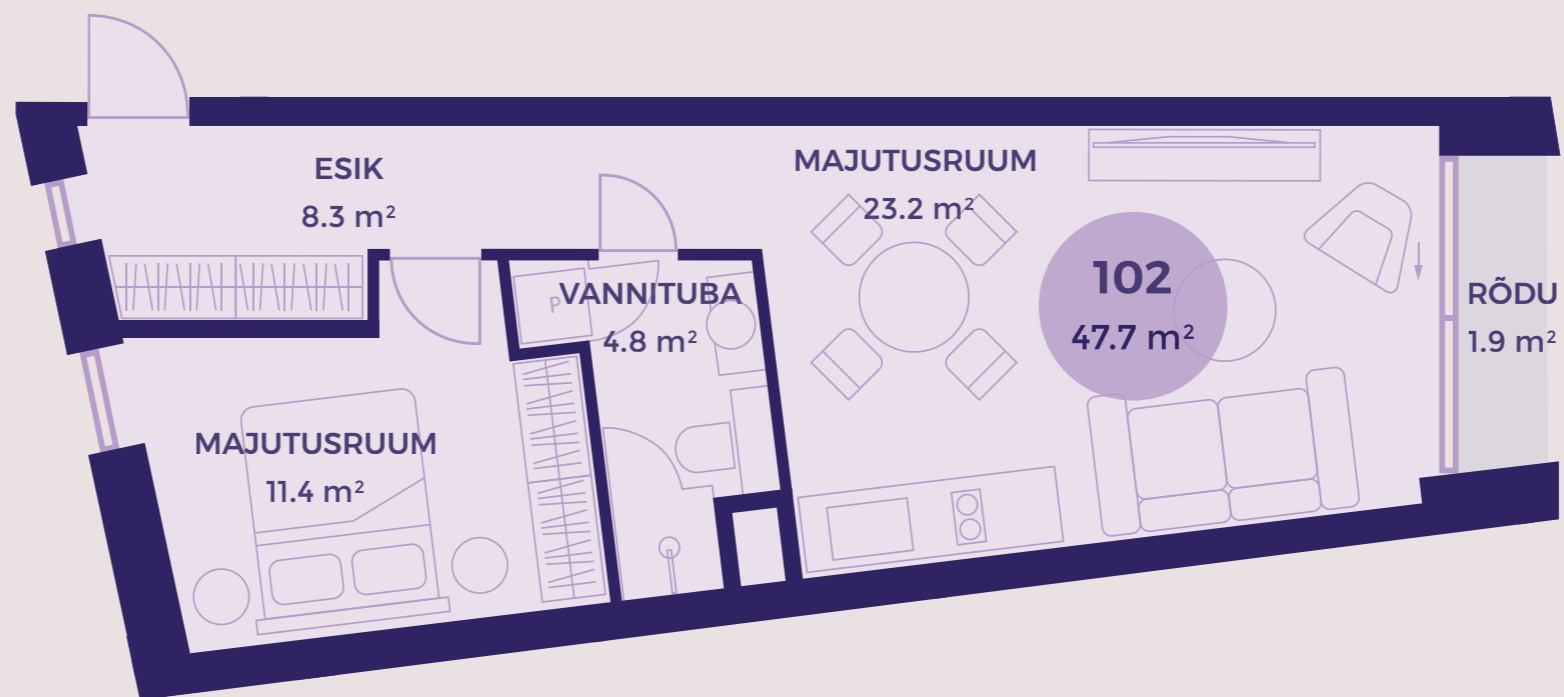 ESIK
8.3 m²
MAJUTUSRUUM
23.2 m²
102
47.7 m²
RÕDU
1.9 m²
P
VANNITUBA
4.8 m²
MAJUTUSRUUM
11.4 m²